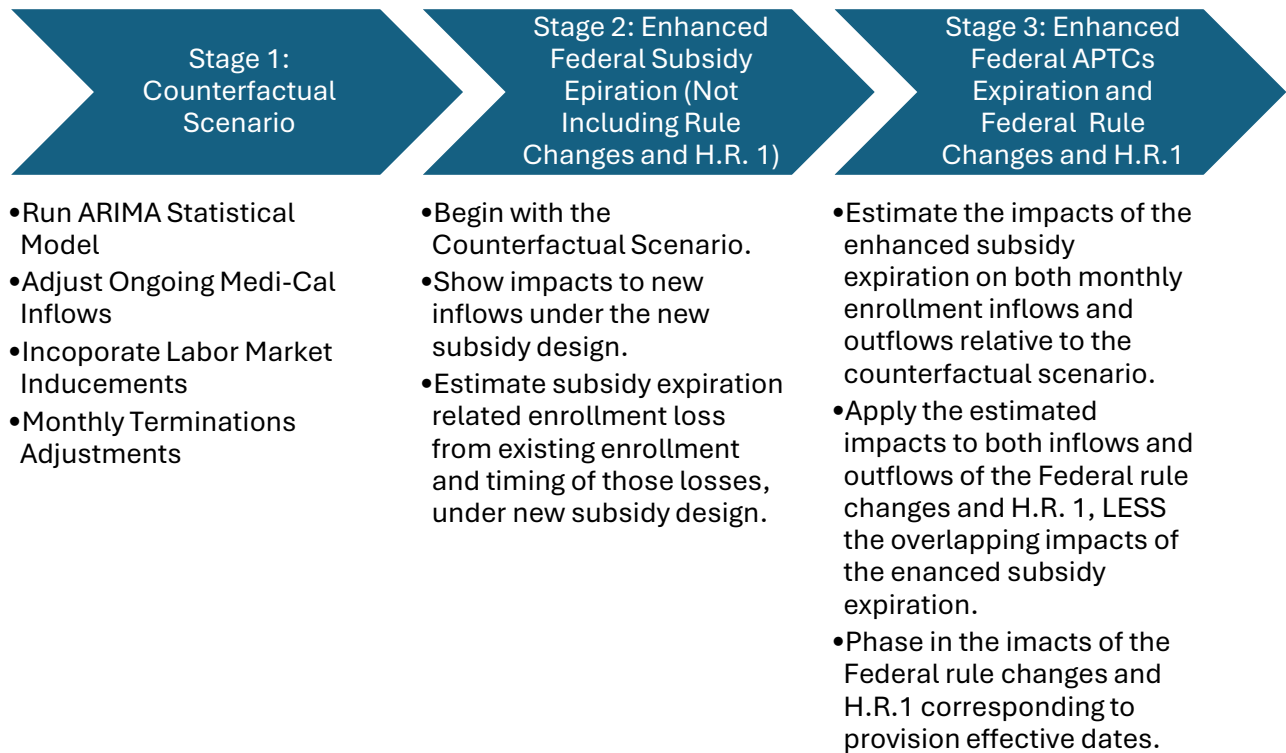 Stage 1:
Counterfactual
Scenario
Stage 2: Enhanced
Federal Subsidy
Epiration (Not
Including Rule
Changes and H.R. 1)
Stage 3: Enhanced
Federal APTCs
Expiration and
Federal  Rule
Changes and H.R.1
•Run ARIMA Statistical
Model
•Adjust Ongoing Medi-Cal
Inflows
•Incoporate Labor Market
Inducements
•Monthly Terminations
Adjustments
•Begin with the
Counterfactual Scenario.
•Show impacts to new
inflows under the new
subsidy design.
•Estimate subsidy expiration
related enrollment loss
from existing enrollment
and timing of those losses,
under new subsidy design.
•Estimate the impacts of the
enhanced subsidy
expiration on both monthly
enrollment inflows and
outflows relative to the
counterfactual scenario.
•Apply the estimated
impacts to both inflows and
outflows of the Federal rule
changes and H.R. 1, LESS
the overlapping impacts of
the enanced subsidy
expiration.
•Phase in the imacts of the
Federal rule changes and
H.R.1 corresponding to
provision effective dates.